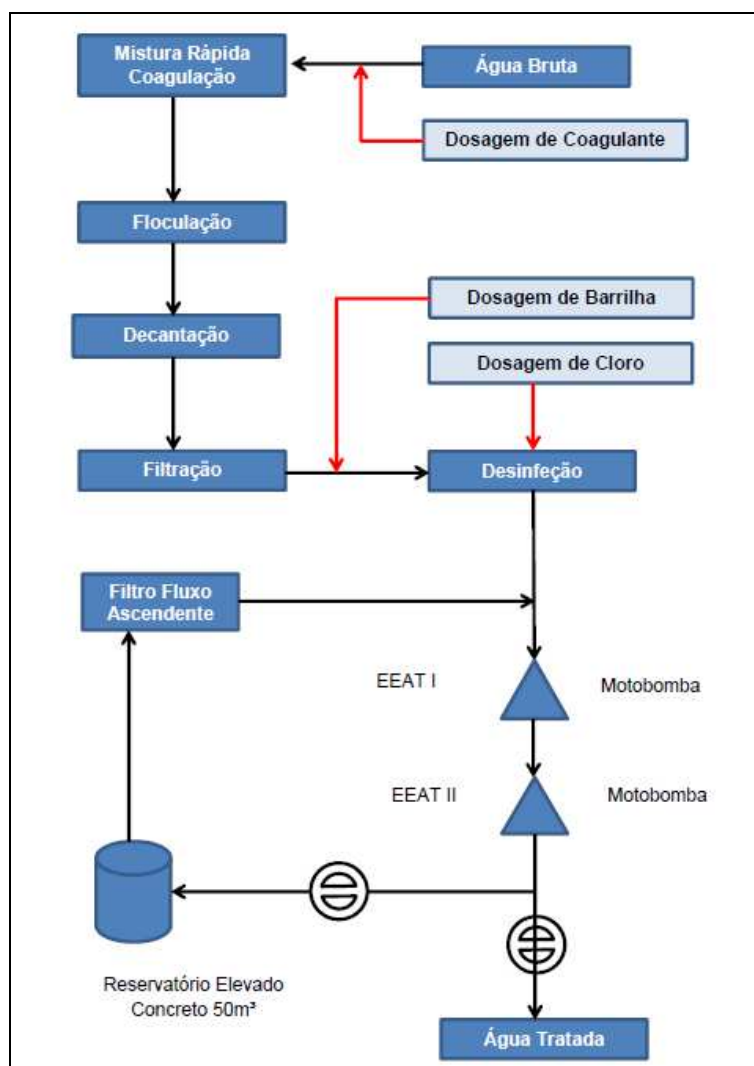 Mistura Rápida
Coagulação
Água Bruta
Dosagem de Coagulante
Floculação
Dosagem de Barrilha
Decantação
Dosagem de Cloro
Filtração
Desinfeção
Filtro Fluxo
Ascendente
EEAT I
Motobomba
EEAT II
Motobomba
Reservatório Elevado
Concreto 50m³
Água Tratada